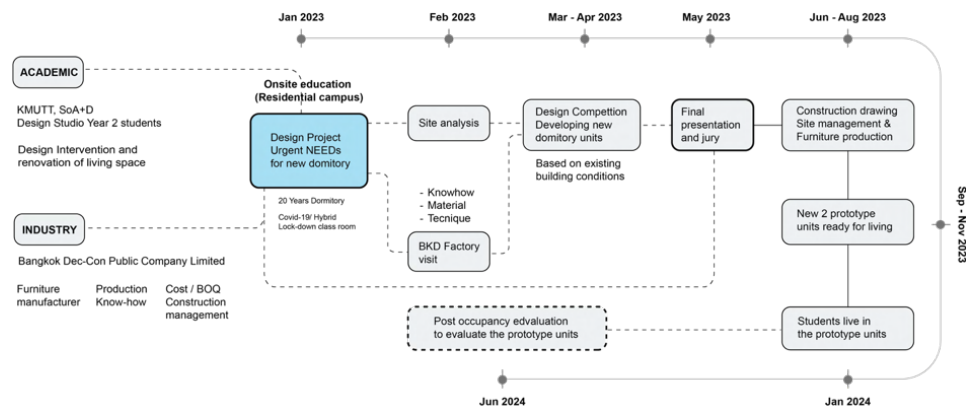 Jan 2023
Feb 2023
Mar - Apr 2023
May 2023
Jun - Aug 2023
ACADEMIC
KMUTT, SoA+D
Design Studio Year 2 students
Design Intervention and
renovation of living space
Onsite education
(Residential campus)
Design Project
Urgent NEEDs
for new domitory
20 Years Dormitory
Covid-19/ Hybrid
Lock-down class room
Site analysis
- Knowhow
- Material
- Tecnique
BKD Factory
visit
Design Compettion
Developing new
domitory units
Based on existing
building conditions
Final
presentation
and jury
Construction drawing
Site management &
Furniture production
New 2 prototype
units ready for living
Sep - Nov 2023
INDUSTRY
Bangkok Dec-Con Public Company Limited
Furniture
manufacturer
Production
Know-how
Cost / BOQ
Construction
management
Post occupancy edvaluation
to evaluate the prototype units
Students live in
the prototype units
Jun 2024
Jan 2024